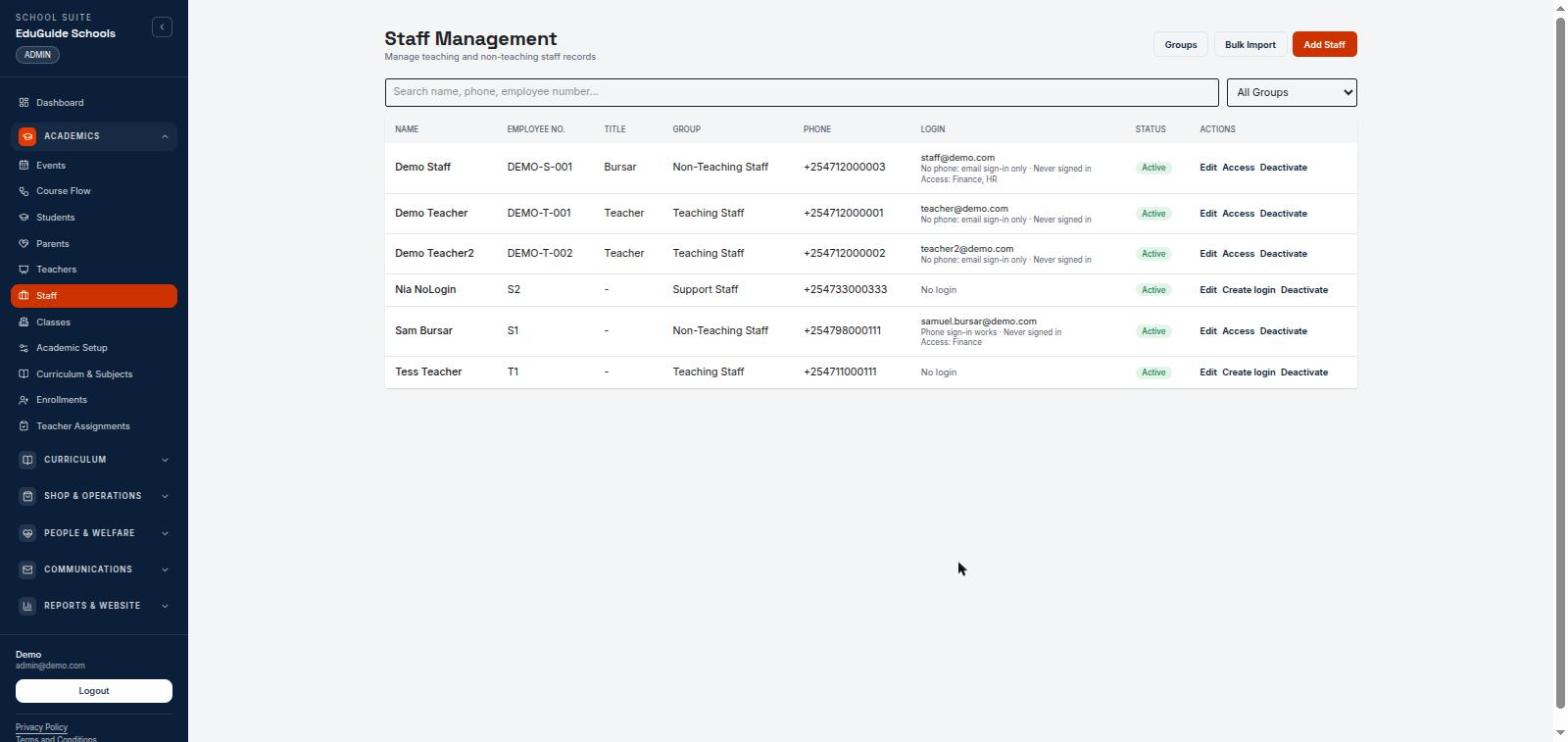 SCHOOL SUITE
EduGuide Schools
ADMIN
Dashboard
ACADEMICS
Events
Course Flow
Students
Parents
Teachers
Staff
Classes
Academic Setup
Curriculum & Subjects
Enrollments
Teacher Assignments
CURRICULUM
SHOP & OPERATIONS
PEOPLE & WELFARE
COMMUNICATIONS
REPORTS & WEBSITE
Demo
admin@demo.com
Logout
Privacy Policy
Terms and Conditions
Staff Management
Manage teaching and non-teaching staff records
Groups Bulk Import Add Staff
Search name, phone, employee number... All Groups
NAME EMPLOYEE NO. TITLE GROUP PHONE LOGIN STATUS ACTIONS
Demo Staff DEMO-S-001 Bursar Non-Teaching Staff +254712000003 staff@demo.com Active Edit Access Deactivate
No phone: email sign-in only · Never signed in
Access: Finance, HR
Demo Teacher DEMO-T-001 Teacher Teaching Staff +254712000001 teacher@demo.com Active Edit Access Deactivate
No phone: email sign-in only · Never signed in
Demo Teacher2 DEMO-T-002 Teacher Teaching Staff +254712000002 teacher2@demo.com Active Edit Access Deactivate
No phone: email sign-in only · Never signed in
Nia NoLogin S2 - Support Staff +254733000333 No login Active Edit Create login Deactivate
Sam Bursar S1 - Non-Teaching Staff +254798000111 samuel.bursar@demo.com Active Edit Access Deactivate
Phone sign-in works · Never signed in
Access: Finance
Tess Teacher T1 - Teaching Staff +254711000111 No login Active Edit Create login Deactivate